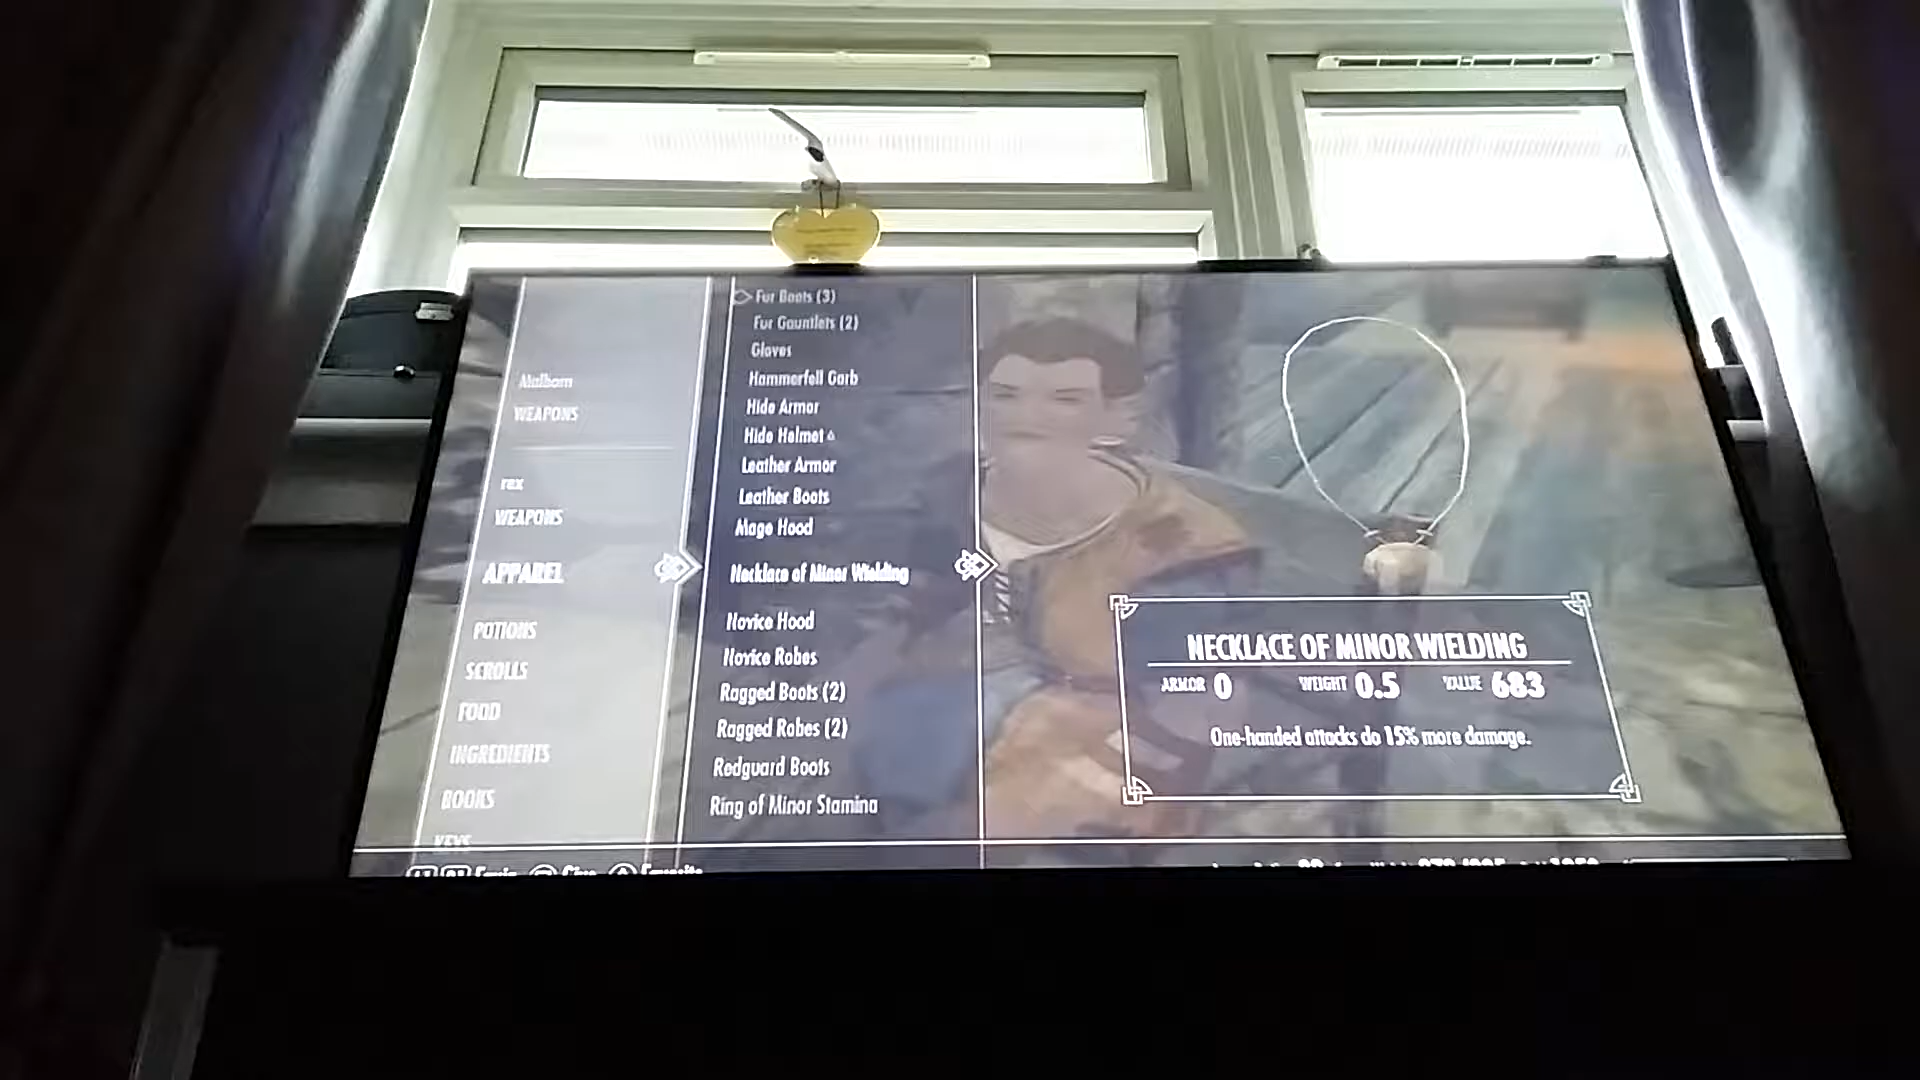 Malborn
WEAPONS
rex
WEAPONS
APPAREL
POTIONS
SCROLLS
FOOD
INGREDIENTS
BOOKS
KEYS
Fur Boots (3)
Fur Gauntlets (2)
Gloves
Hammerfell Garb
Hide Armor
Hide Helmet
Leather Armor
Leather Boots
Mage Hood
Necklace of Minor Wielding
Novice Hood
Novice Robes
Ragged Boots (2)
Ragged Robes (2)
Redguard Boots
Ring of Minor Stamina
NECKLACE OF MINOR WIELDING
ARMOR 0 WEIGHT 0.5 VALUE 683
One-handed attacks do 15% more damage.